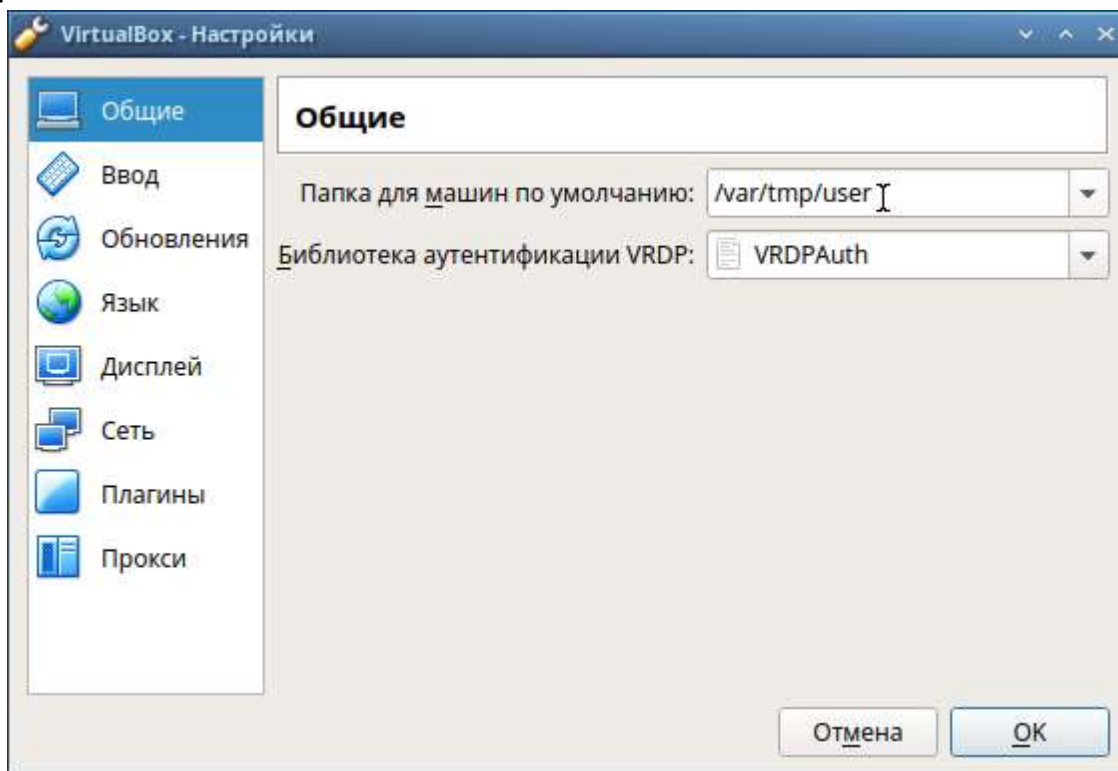 VirtualBox - Настройки
Общие
Ввод
Обновления
Язык
Дисплей
Сеть
Плагины
Прокси
Общие
Папка для машин по умолчанию: /var/tmp/user
Библиотека аутентификации VRDP: VRDPAuth
Отмена OK